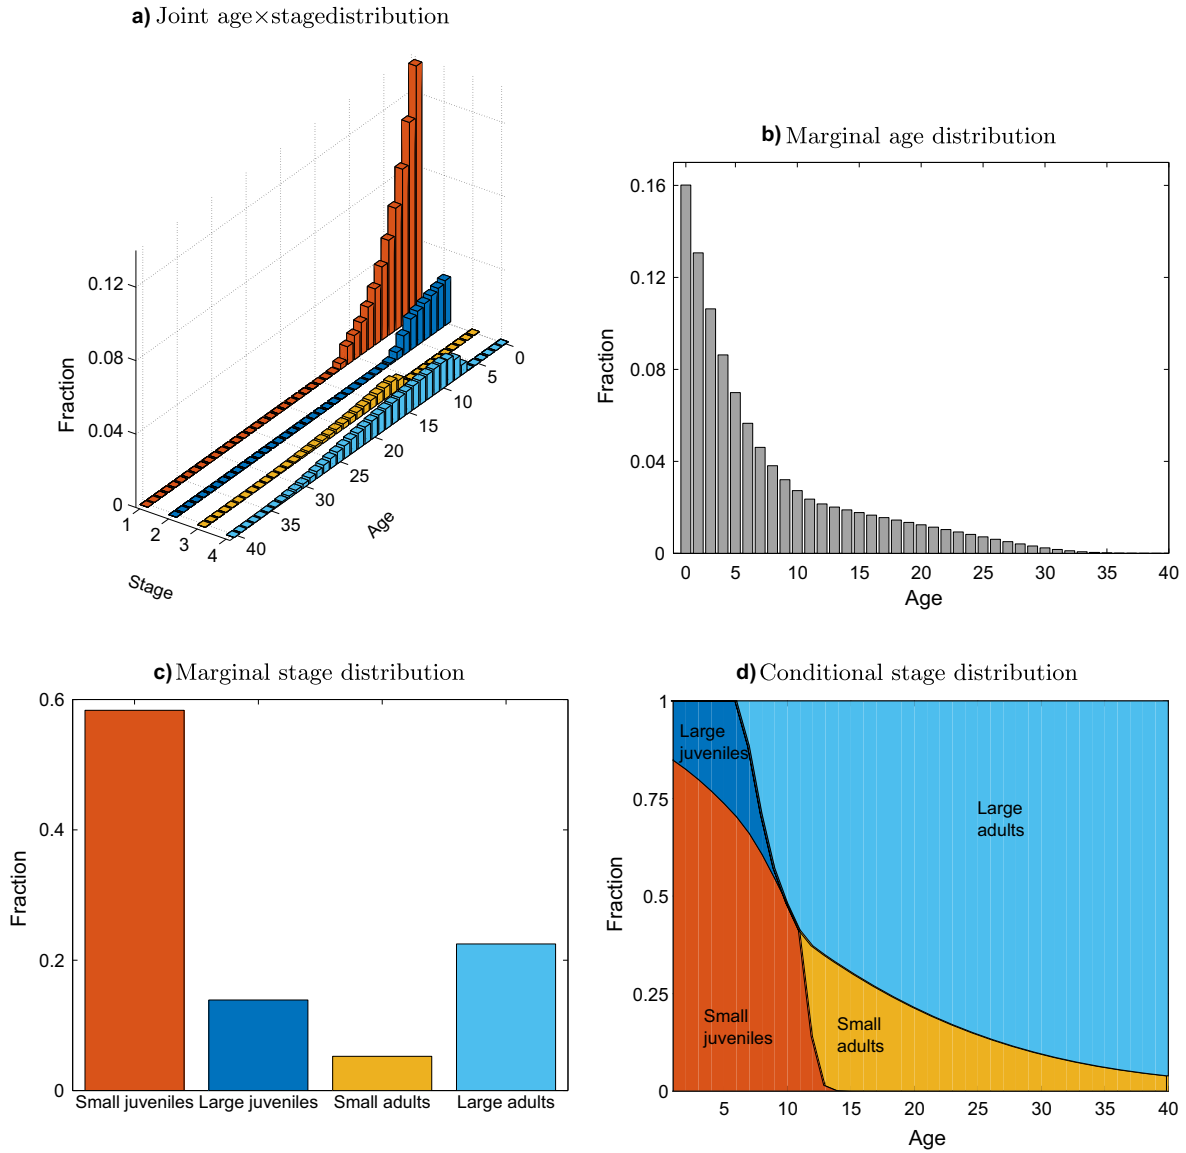 a) Joint age×stagedistribution
0.12
0.08
0.04
0
Fraction
1
2
3
4
Stage
0
5
10
15
20
25
30
35
40
Age
b) Marginal age distribution
0.16
0.12
0.08
0.04
0
Fraction
0 5 10 15 20 25 30 35 40
Age
c) Marginal stage distribution
0.6
0.4
0.2
0
Fraction
Small juveniles Large juveniles Small adults Large adults
d) Conditional stage distribution
1
0.75
0.5
0.25
0
Fraction
Large
juveniles
Large
adults
Small
juveniles
Small
adults
5 10 15 20 25 30 35 40
Age